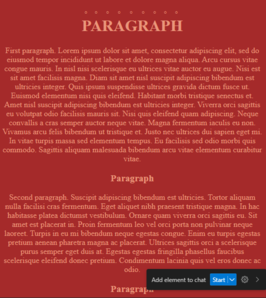 PARAGRAPH
First paragraph. Lorem ipsum dolor sit amet, consectetur adipiscing elit, sed do
eiusmod tempor incididunt ut labore et dolore magna aliqua. Arcu cursus vitae
congue mauris. In nisl nisi scelerisque eu ultrices vitae auctor eu augue. Nisi est
sit amet facilisis magna. Diam sit amet nisl suscipit adipiscing bibendum est
ultricies integer. Quis ipsum suspendisse ultrices gravida dictum fusce ut.
Euismod elementum nisi quis eleifend. Habitant morbi tristique senectus et.
Amet nisl suscipit adipiscing bibendum est ultricies integer. Viverra orci sagittis
eu volutpat odio facilisis mauris sit. Nisi quis eleifend quam adipiscing. Neque
convallis a cras semper auctor neque vitae. Magna fermentum iaculis eu non.
Vivamus arcu felis bibendum ut tristique et. Justo nec ultrices dui sapien eget mi.
In vitae turpis massa sed elementum tempus. Eu facilisis sed odio morbi quis
commodo. Sagittis aliquam malesuada bibendum arcu vitae elementum curabitur
vitae.
Paragraph
Second paragraph. Suscipit adipiscing bibendum est ultricies. Tortor aliquam
nulla facilisi cras fermentum. Eget aliquet nibh praesent tristique magna. In hac
habitasse platea dictumst vestibulum. Ornare quam viverra orci sagittis eu. Sit
amet est placerat in. Proin fermentum leo vel orci porta non pulvinar neque
laoreet. Turpis in eu mi bibendum neque egestas congue. Enim eu turpis egestas
pretium aenean pharetra magna ac placerat. Ultrices sagittis orci a scelerisque
purus semper eget duis at. Egestas egestas fringilla phasellus faucibus
scelerisque eleifend donec pretium. Condimentum lacinia quis vel eros donec ac
odio.
Add element to chat Start
Paragraph